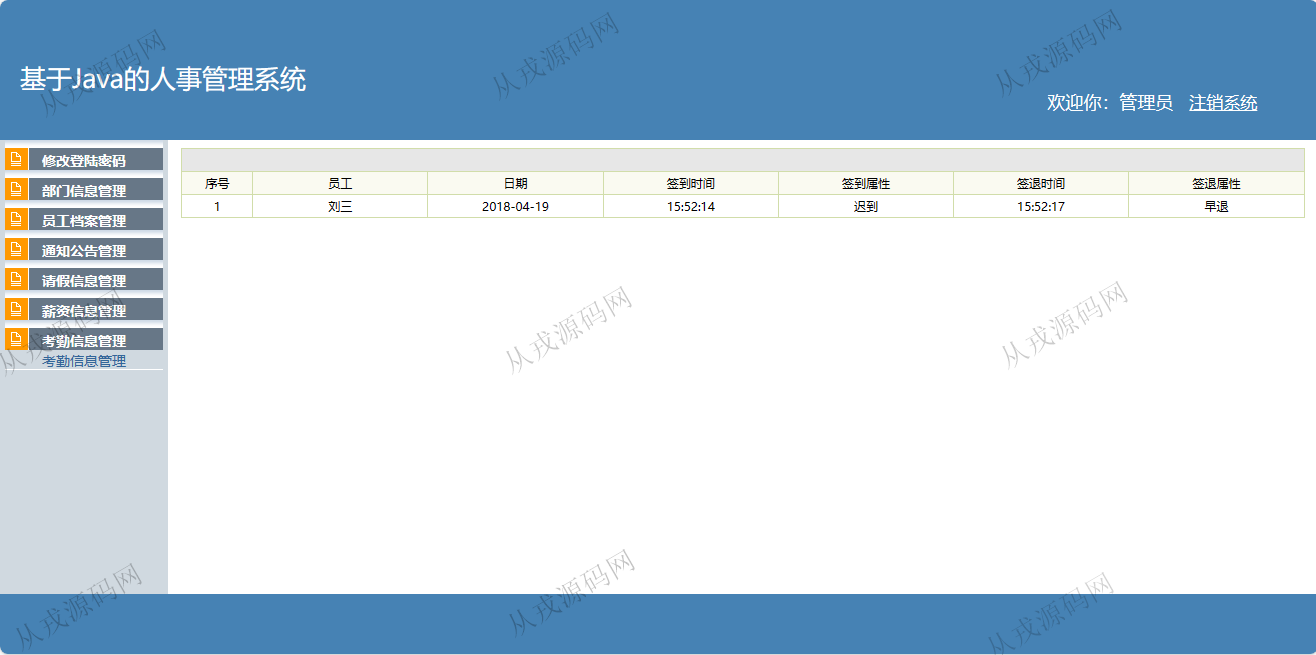 基于Java的人事管理系统
欢迎你：管理员 注销系统
修改登陆密码
部门信息管理
员工档案管理
通知公告管理
请假信息管理
薪资信息管理
考勤信息管理
考勤信息管理
序号 员工 日期 签到时间 签到属性 签退时间 签退属性
1 刘三 2018-04-19 15:52:14 迟到 15:52:17 早退
从戎源码网
从戎源码网
从戎源码网
从戎源码网
从戎源码网
从戎源码网
从戎源码网
从戎源码网
从戎源码网